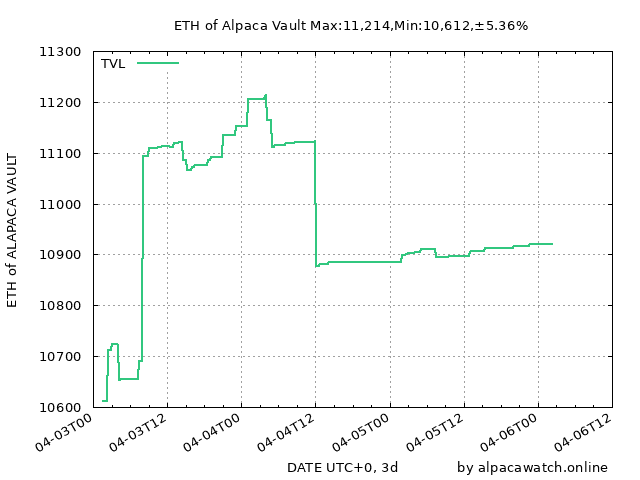 ETH of Alpaca Vault Max:11,214,Min:10,612,±5.36%
TVL
11300
11200
11100
11000
10900
10800
10700
10600
ETH of ALAPACA VAULT
04-03T00
04-03T12
04-04T00
04-04T12
04-05T00
04-05T12
04-06T00
04-06T12
DATE UTC+0, 3d
by alpacawatch.online